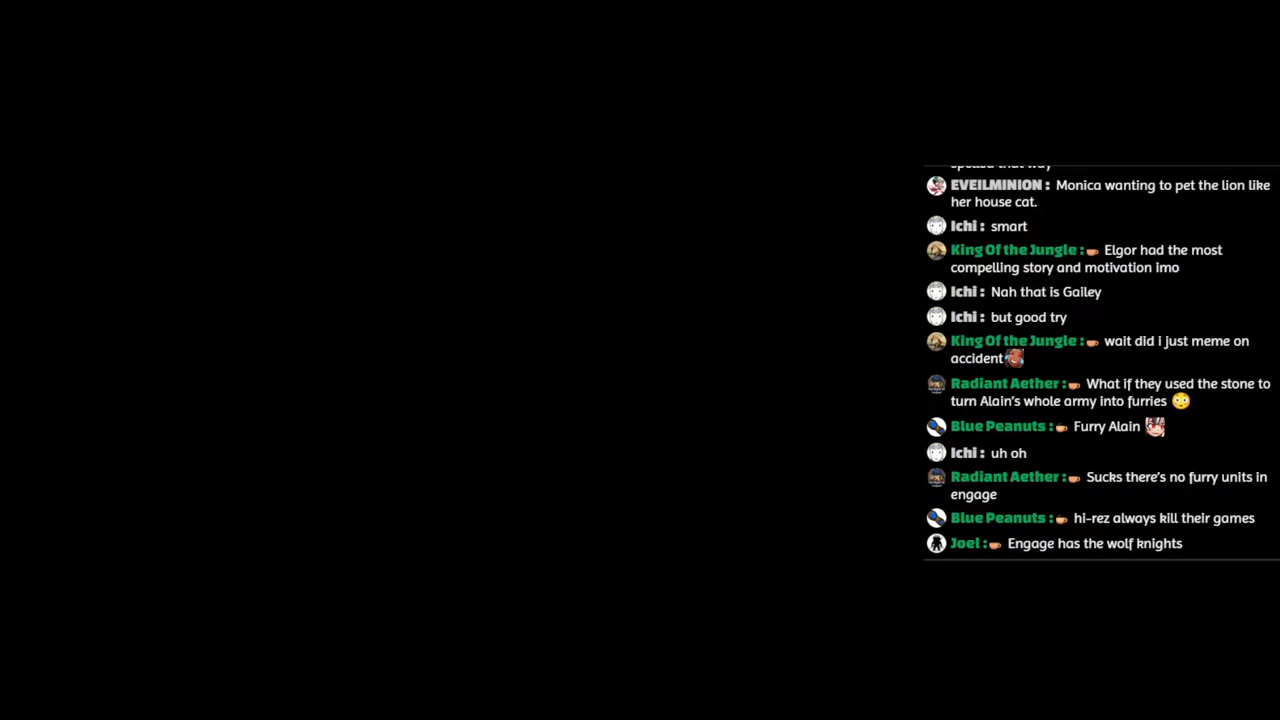 spelled that way
EVEILMINION : Monica wanting to pet the lion like
her house cat.
Ichi : smart
King Of the Jungle : Elgor had the most
compelling story and motivation imo
Ichi : Nah that is Gailey
Ichi : but good try
King Of the Jungle : wait did i just meme on
accident
Radiant Aether : What if they used the stone to
turn Alain's whole army into furries 😳
Blue Peanuts : Furry Alain
Ichi : uh oh
Radiant Aether : Sucks there's no furry units in
engage
Blue Peanuts : hi-rez always kill their games
Joel : Engage has the wolf knights